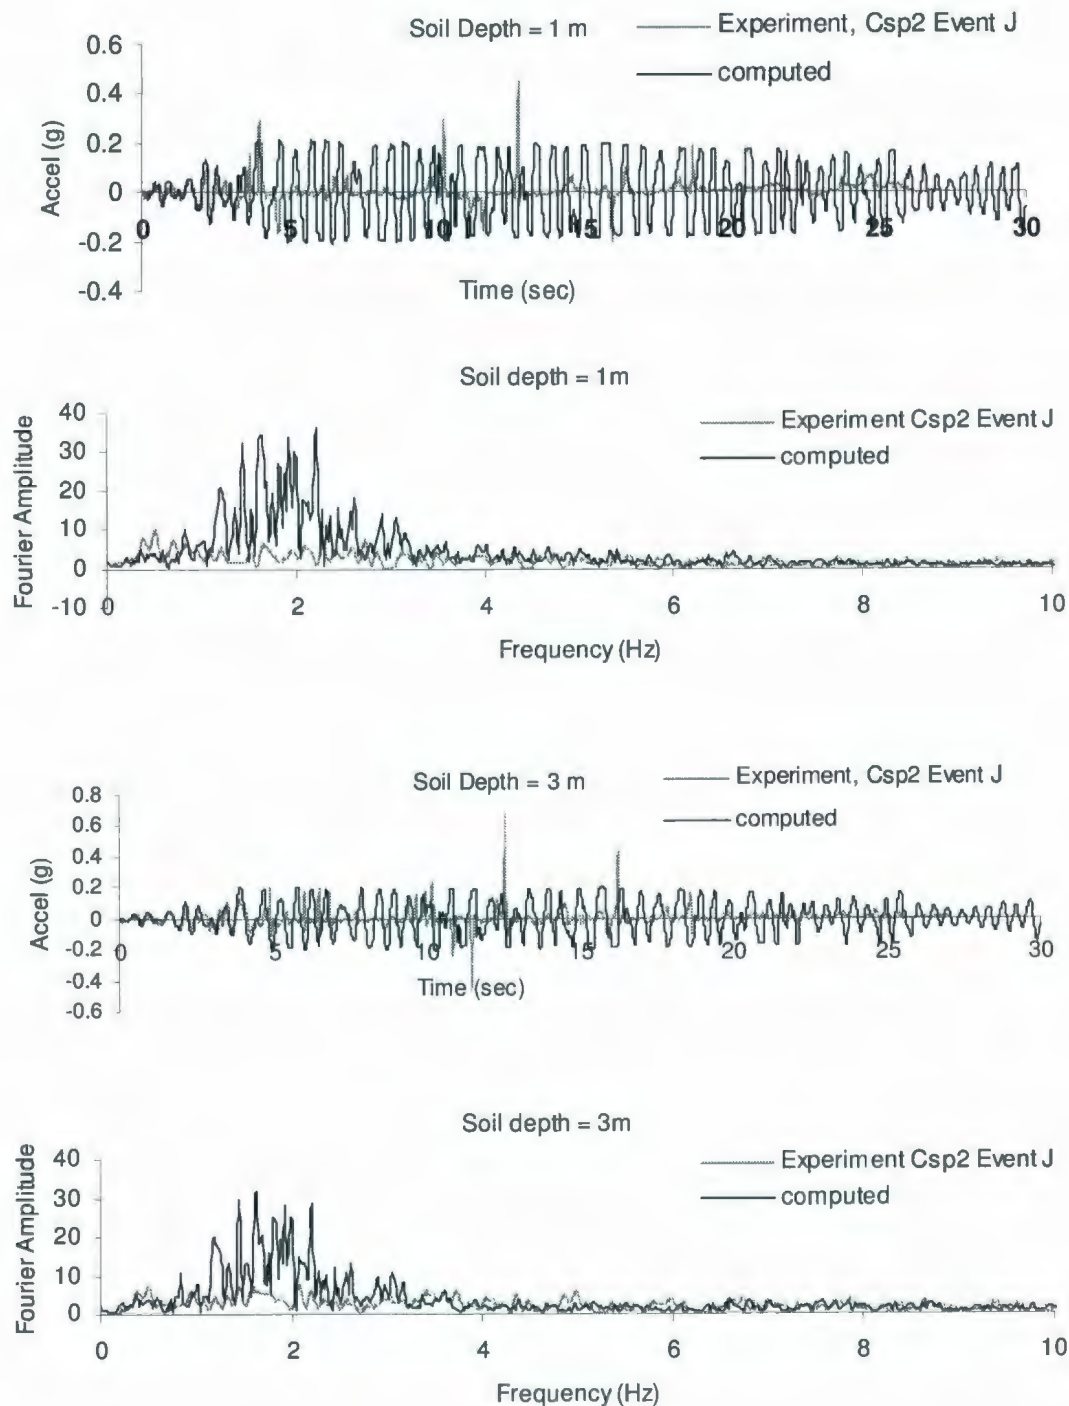 Soil Depth = 1 m
Experiment, Csp2 Event J
computed
0.6
0.4
0.2
0
-0.2
-0.4
Accel (g)
0 5 10 15 20 25 30
Time (sec)
Soil depth = 1m
Experiment Csp2 Event J
computed
40
30
20
10
0
-10
Fourier Amplitude
0 2 4 6 8 10
Frequency (Hz)
Soil Depth = 3 m
Experiment, Csp2 Event J
computed
0.8
0.6
0.4
0.2
0
-0.2
-0.4
-0.6
Accel (g)
0 5 10 15 20 25 30
Time (sec)
Soil depth = 3m
Experiment Csp2 Event J
computed
40
30
20
10
0
Fourier Amplitude
0 2 4 6 8 10
Frequency (Hz)